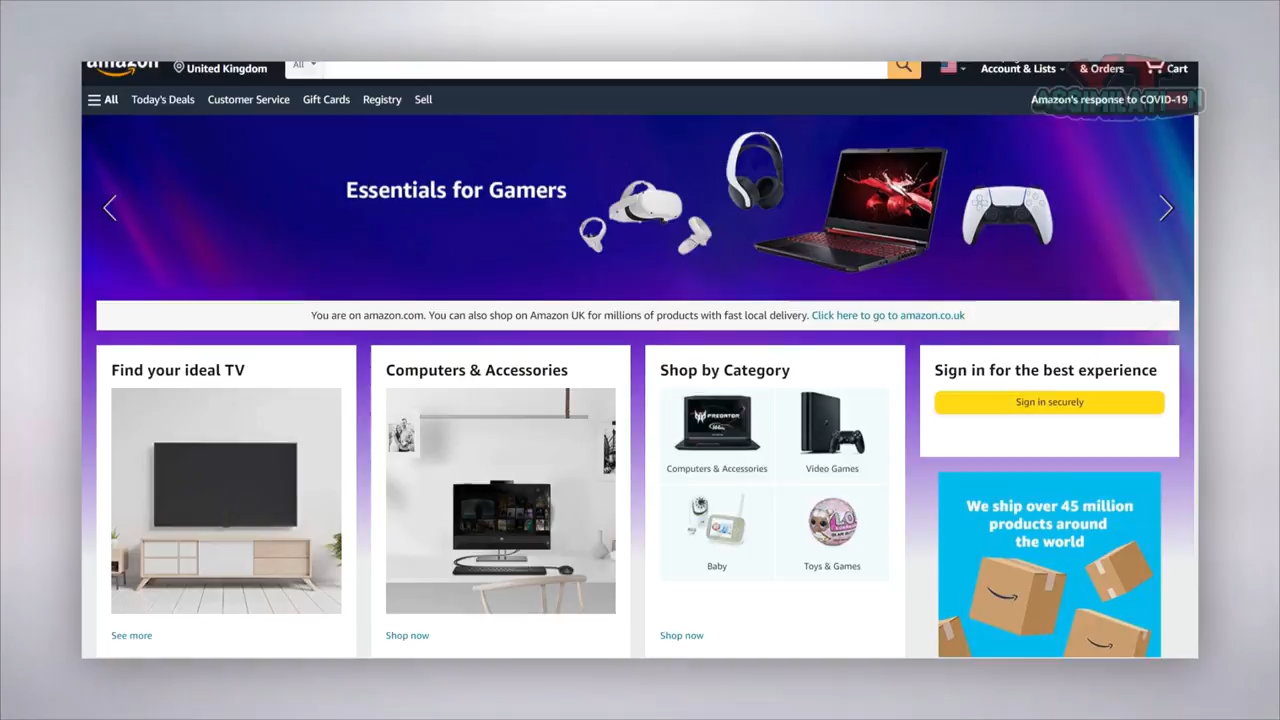 amazon
United Kingdom
All
Account & Lists
& Orders
Cart
All
Today's Deals
Customer Service
Gift Cards
Registry
Sell
Amazon's response to COVID-19
ASSIMILATION
Essentials for Gamers
You are on amazon.com. You can also shop on Amazon UK for millions of products with fast local delivery. Click here to go to amazon.co.uk
Find your ideal TV
See more
Computers & Accessories
Shop now
Shop by Category
PREDATOR
Computers & Accessories
Video Games
Baby
Toys & Games
Shop now
Sign in for the best experience
Sign in securely
We ship over 45 million
products around
the world